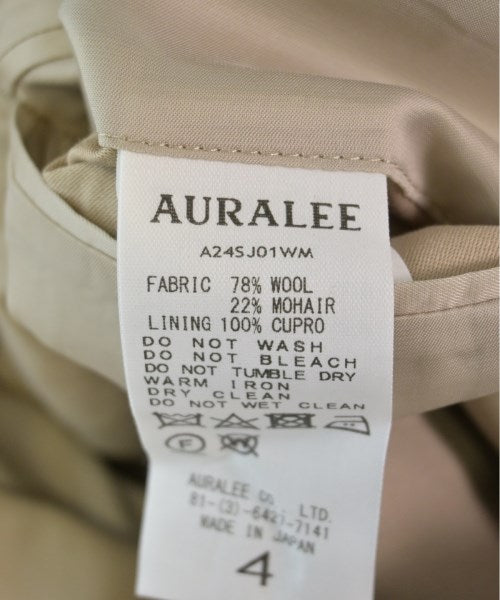 AURALEE
A24SJ01WM
FABRIC 78% WOOL
22% MOHAIR
LINING 100% CUPRO
DO NOT WASH
DO NOT BLEACH
DO NOT TUMBLE DRY
WARM IRON
DRY CLEAN
DO NOT WET CLEAN
F W
AURALEE Co LTD.
81-(3)-6427-7141
MADE IN JAPAN
4